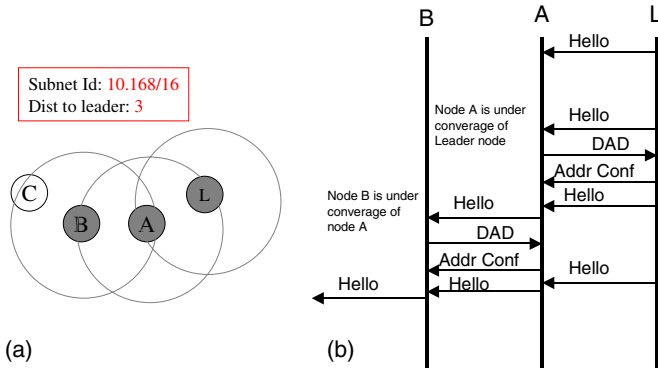 Subnet Id: 10.168/16
Dist to leader: 3
C
B
A
L
(a)
B
A
L
Hello
Node A is under
converage of
Leader node
Hello
DAD
Addr Conf
Hello
Node B is under
converage of
node A
Hello
DAD
Addr Conf
Hello
Hello
Hello
(b)